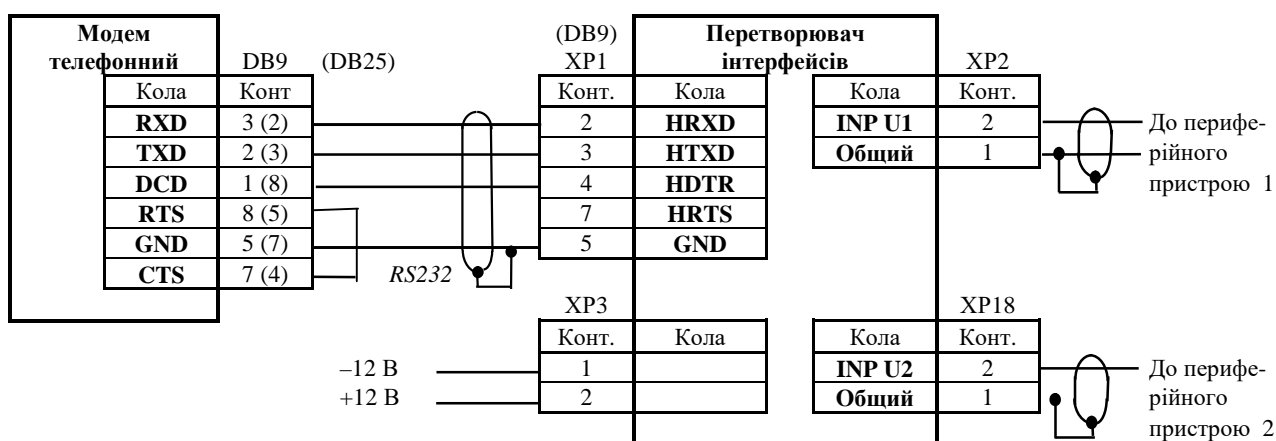 Модем телефонний
DB9 (DB25)
Кола Конт
RXD 3 (2)
TXD 2 (3)
DCD 1 (8)
RTS 8 (5)
GND 5 (7)
CTS 7 (4)
RS232
(DB9)
XP1
Перетворювач інтерфейсів
Конт. Кола
2 HRXD
3 HTXD
4 HDTR
7 HRTS
5 GND
XP2
Кола Конт.
INP U1 2
Общий 1
До перифе-
рійного
пристрою 1
XP3
Конт. Кола
–12 В 1
+12 В 2
XP18
Кола Конт.
INP U2 2
Общий 1
До перифе-
рійного
пристрою 2